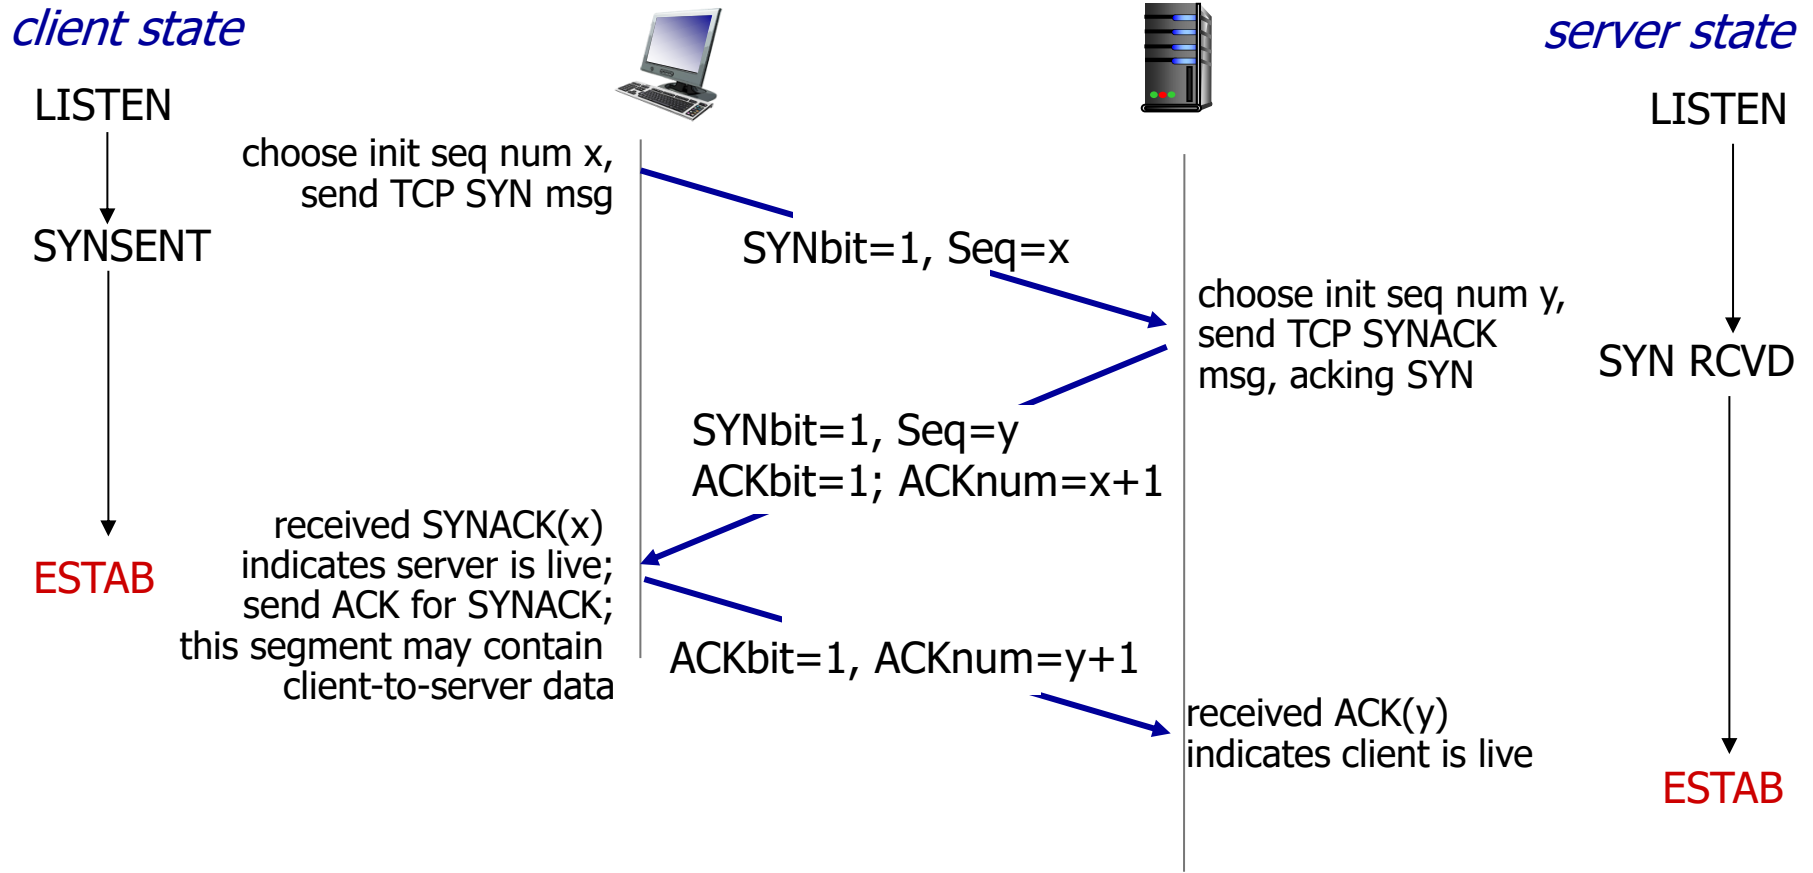 client state
server state
LISTEN
LISTEN
choose init seq num x,
send TCP SYN msg
SYNSENT
SYNbit=1, Seq=x
choose init seq num y,
send TCP SYNACK
msg, acking SYN
SYN RCVD
SYNbit=1, Seq=y
ACKbit=1; ACKnum=x+1
received SYNACK(x)
indicates server is live;
send ACK for SYNACK;
this segment may contain
client-to-server data
ESTAB
ACKbit=1, ACKnum=y+1
received ACK(y)
indicates client is live
ESTAB